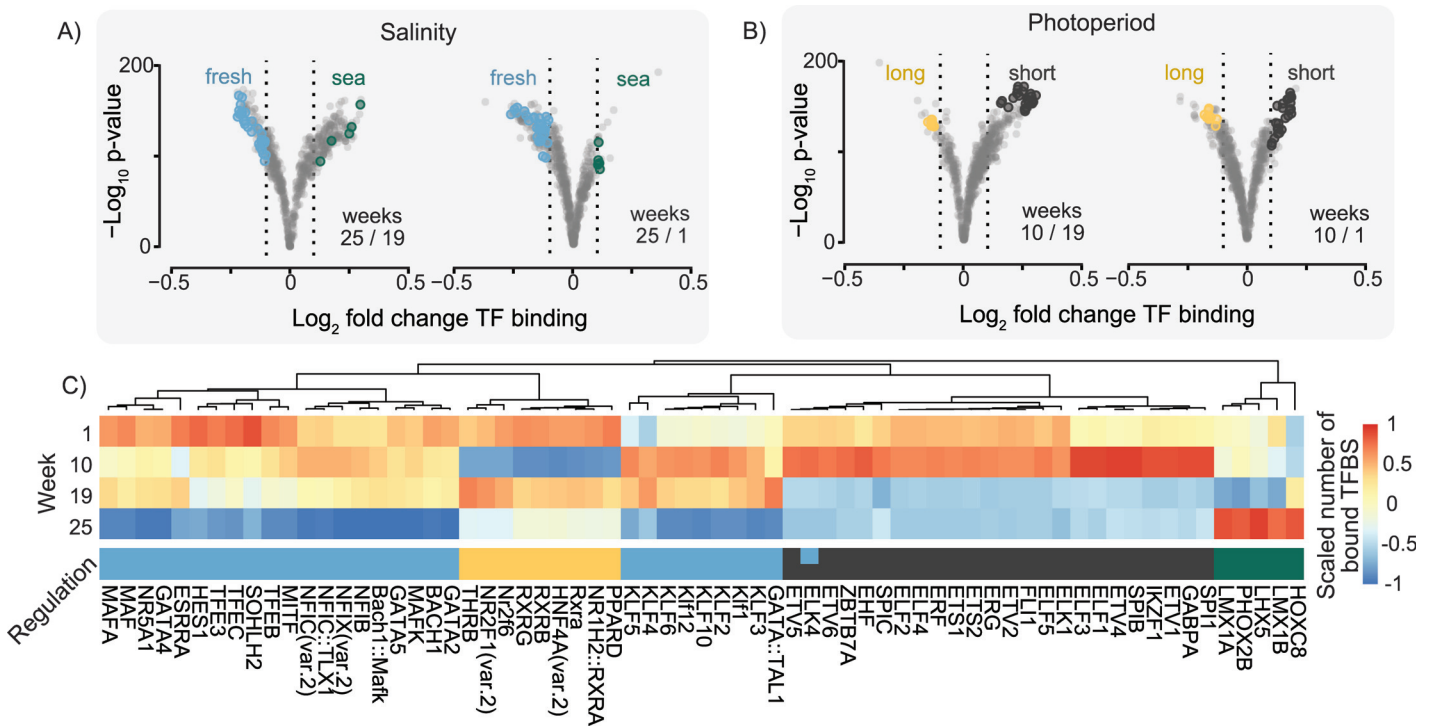 A)
Salinity
−Log10 p-value
200
0
fresh
sea
weeks
25 / 19
−0.5
0
0.5
fresh
sea
weeks
25 / 1
−0.5
0
0.5
Log2 fold change TF binding
B)
Photoperiod
−Log10 p-value
200
0
long
short
weeks
10 / 19
−0.5
0
0.5
long
short
weeks
10 / 1
−0.5
0
0.5
Log2 fold change TF binding
C)
Week
1
10
19
25
Regulation
MAFA
MAF
NR5A1
GATA4
ESRRA
HES1
TFE3
TFEC
SOHLH2
TFEB
MITF
NFIC(var.2)
NFIC::TLX1
NFIX(var.2)
NFIB
Bach1::Mafk
GATA5
MAFK
BACH1
GATA2
THRB
NR2F1(var.2)
Nr2f6
RXRG
RXRB
HNF4A(var.2)
Rxra
NR1H2::RXRA
PPARD
KLF5
KLF4
KLF6
Klf12
KLF10
KLF2
Klf1
KLF3
GATA::TAL1
ETV5
ELK4
ETV6
ZBTB7A
EHF
SPIC
ELF2
ELF4
ERF
ETS1
ETS2
ERG
ETV2
FLI1
ELF5
ELK1
ELK3
ELF1
ETV4
SPIB
IKZF1
ETV1
GABPA
SPI1
LMX1A
PHOX2B
LHX5
LMX1B
HOXC8
Scaled number of
bound TFBS
1
0.5
0
-0.5
-1